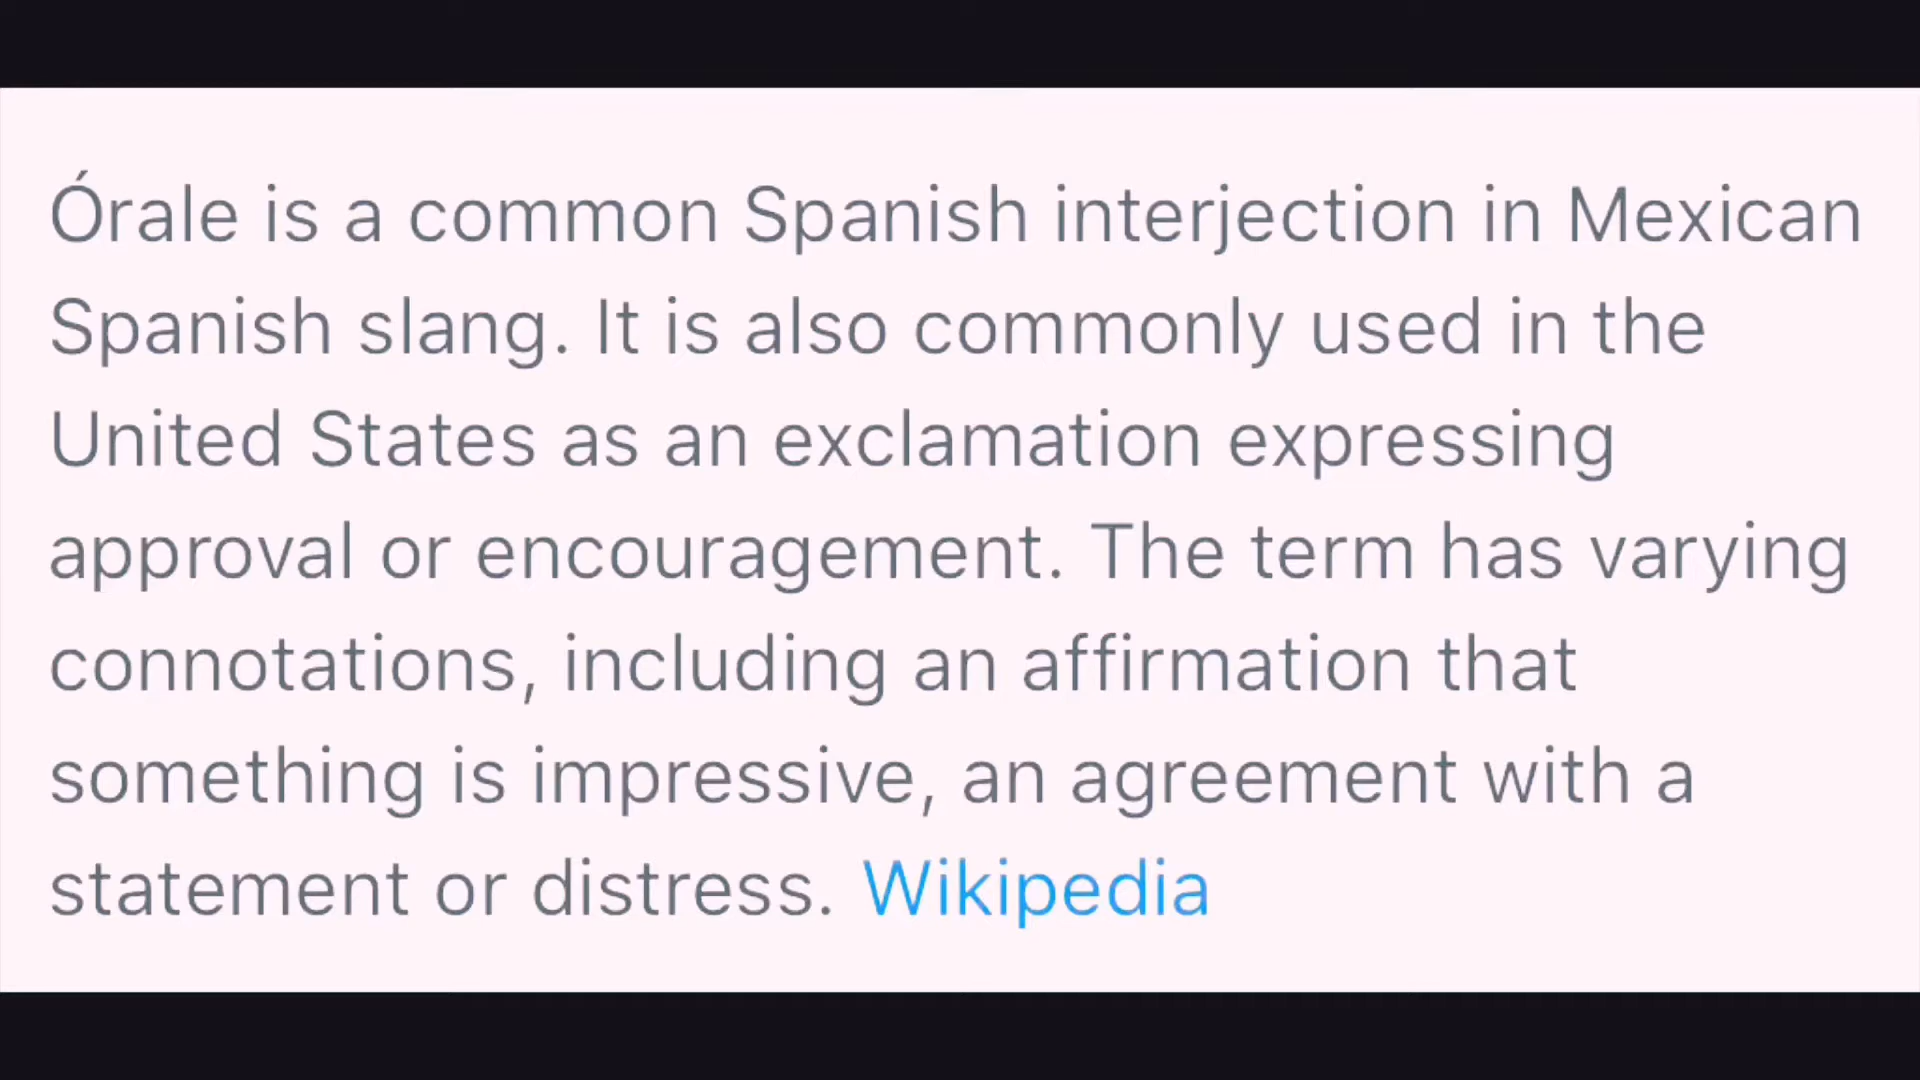 Órale is a common Spanish interjection in Mexican
Spanish slang. It is also commonly used in the
United States as an exclamation expressing
approval or encouragement. The term has varying
connotations, including an affirmation that
something is impressive, an agreement with a
statement or distress. Wikipedia